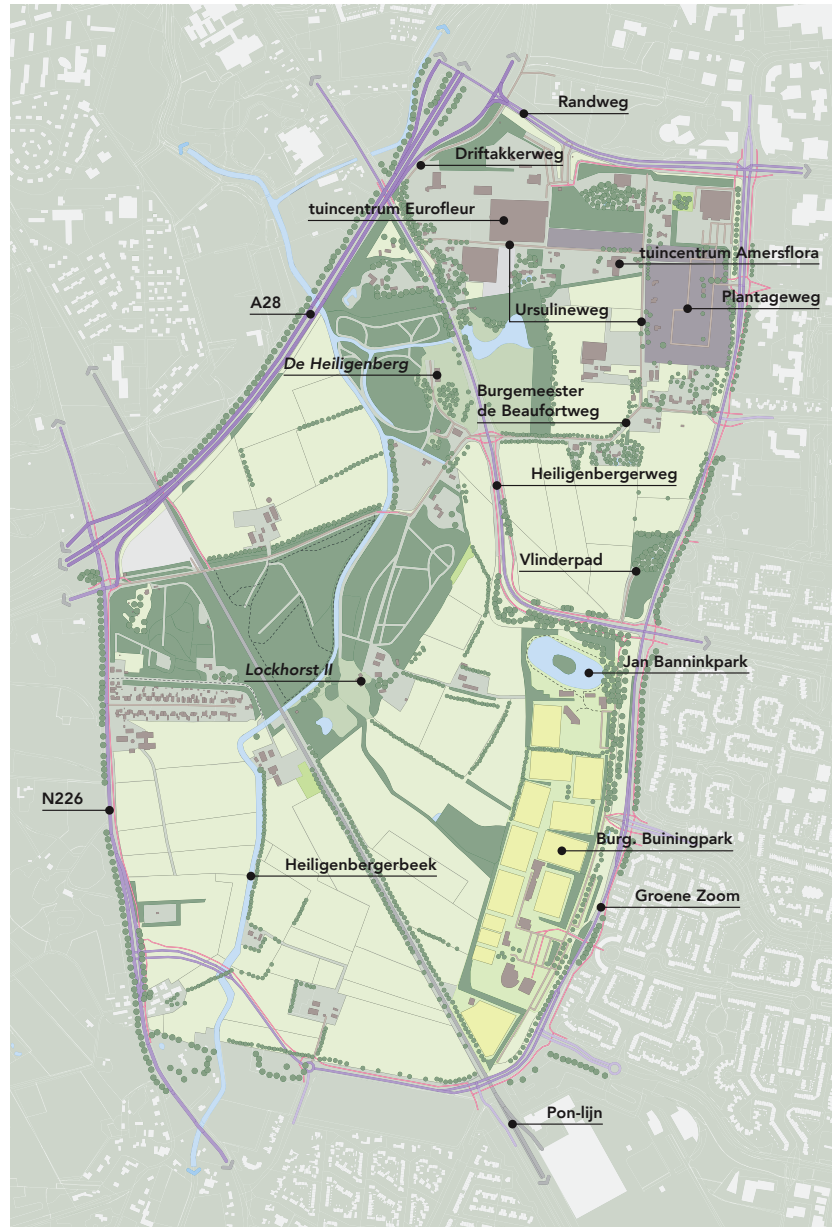 Randweg
Driftakkerweg
tuincentrum Eurofleur
tuincentrum Amersflora
Plantageweg
A28
Ursulineweg
De Heiligenberg
Burgemeester
de Beaufortweg
Heiligenbergerweg
Vlinderpad
Jan Banninkpark
Lockhorst II
N226
Burg. Buiningpark
Heiligenbergerbeek
Groene Zoom
Pon-lijn